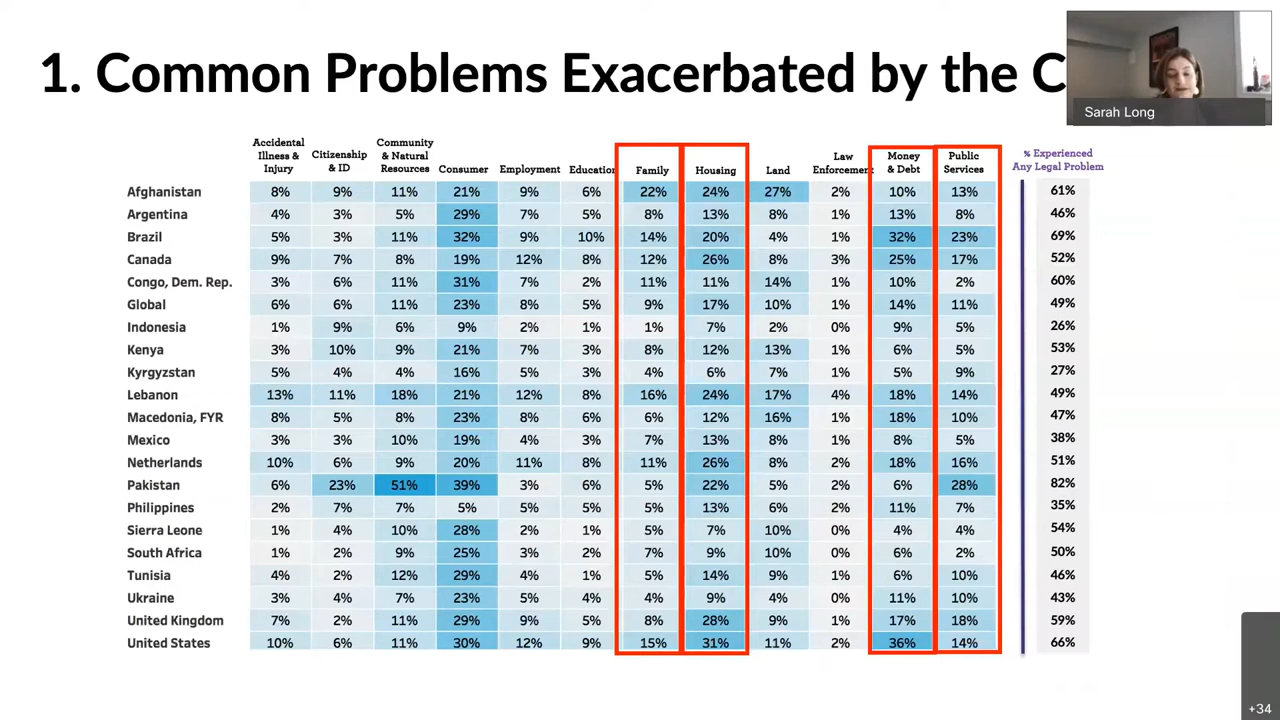 1. Common Problems Exacerbated by the C
Sarah Long
Accidental Illness & Injury Citizenship & ID Community & Natural Resources Consumer Employment Education Family Housing Land Law Enforcement Money & Debt Public Services % Experienced Any Legal Problem
Afghanistan 8% 9% 11% 21% 9% 6% 22% 24% 27% 2% 10% 13% 61%
Argentina 4% 3% 5% 29% 7% 5% 8% 13% 8% 1% 13% 8% 46%
Brazil 5% 3% 11% 32% 9% 10% 14% 20% 4% 1% 32% 23% 69%
Canada 9% 7% 8% 19% 12% 8% 12% 26% 8% 3% 25% 17% 52%
Congo, Dem. Rep. 3% 6% 11% 31% 7% 2% 11% 11% 14% 1% 10% 2% 60%
Global 6% 6% 11% 23% 8% 5% 9% 17% 10% 1% 14% 11% 49%
Indonesia 1% 9% 6% 9% 2% 1% 1% 7% 2% 0% 9% 5% 26%
Kenya 3% 10% 9% 21% 7% 3% 8% 12% 13% 1% 6% 5% 53%
Kyrgyzstan 5% 4% 4% 16% 5% 3% 4% 6% 7% 1% 5% 9% 27%
Lebanon 13% 11% 18% 21% 12% 8% 16% 24% 17% 4% 18% 14% 49%
Macedonia, FYR 8% 5% 8% 23% 8% 6% 6% 12% 16% 1% 18% 10% 47%
Mexico 3% 3% 10% 19% 4% 3% 7% 13% 8% 1% 8% 5% 38%
Netherlands 10% 6% 9% 20% 11% 8% 11% 26% 8% 2% 18% 16% 51%
Pakistan 6% 23% 51% 39% 3% 6% 5% 22% 5% 2% 6% 28% 82%
Philippines 2% 7% 7% 5% 5% 5% 5% 13% 6% 2% 11% 7% 35%
Sierra Leone 1% 4% 10% 28% 2% 1% 5% 7% 10% 0% 4% 4% 54%
South Africa 1% 2% 9% 25% 3% 2% 7% 9% 10% 0% 6% 2% 50%
Tunisia 4% 2% 12% 29% 4% 1% 5% 14% 9% 1% 6% 10% 46%
Ukraine 3% 4% 7% 23% 5% 4% 4% 9% 4% 0% 11% 10% 43%
United Kingdom 7% 2% 11% 29% 9% 5% 8% 28% 9% 1% 17% 18% 59%
United States 10% 6% 11% 30% 12% 9% 15% 31% 11% 2% 36% 14% 66%
+34